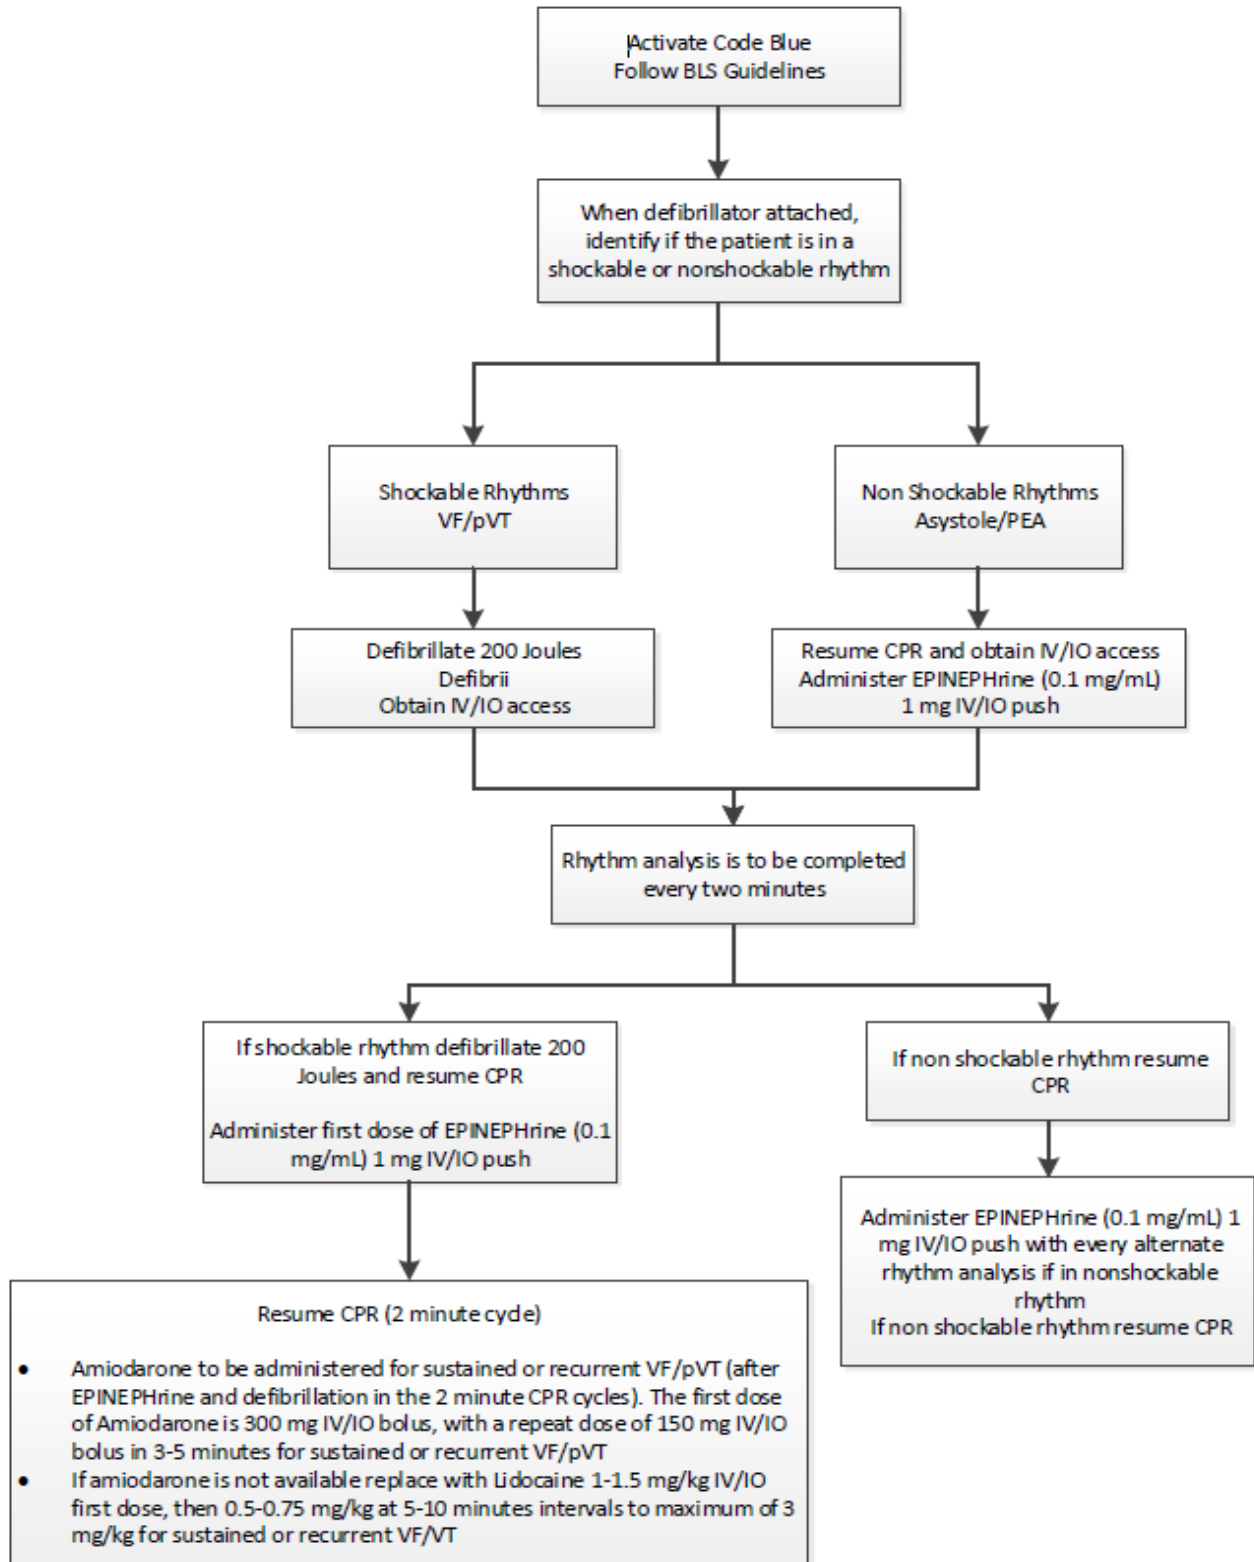 Activate Code Blue
Follow BLS Guidelines
When defibrillator attached,
identify if the patient is in a
shockable or nonshockable rhythm
Shockable Rhythms
VF/pVT
Non Shockable Rhythms
Asystole/PEA
Defibrillate 200 Joules
Defibrii
Obtain IV/IO access
Resume CPR and obtain IV/IO access
Administer EPINEPHrine (0.1 mg/mL)
1 mg IV/IO push
Rhythm analysis is to be completed
every two minutes
If shockable rhythm defibrillate 200
Joules and resume CPR
Administer first dose of EPINEPHrine (0.1
mg/mL) 1 mg IV/IO push
If non shockable rhythm resume
CPR
Administer EPINEPHrine (0.1 mg/mL) 1
mg IV/IO push with every alternate
rhythm analysis if in nonshockable
rhythm
If non shockable rhythm resume CPR
Resume CPR (2 minute cycle)
• Amiodarone to be administered for sustained or recurrent VF/pVT (after
EPINEPHrine and defibrillation in the 2 minute CPR cycles). The first dose
of Amiodarone is 300 mg IV/IO bolus, with a repeat dose of 150 mg IV/IO
bolus in 3-5 minutes for sustained or recurrent VF/pVT
• If amiodarone is not available replace with Lidocaine 1-1.5 mg/kg IV/IO
first dose, then 0.5-0.75 mg/kg at 5-10 minutes intervals to maximum of 3
mg/kg for sustained or recurrent VF/VT